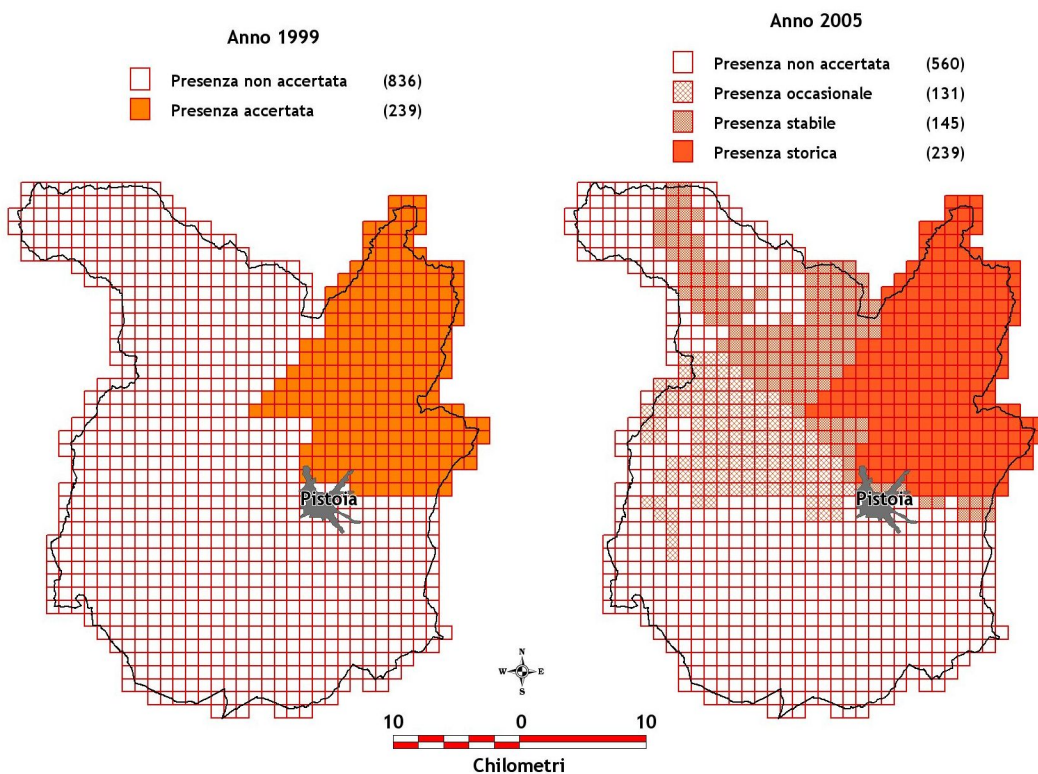 Anno 1999
Presenza non accertata (836)
Presenza accertata (239)
Anno 2005
Presenza non accertata (560)
Presenza occasionale (131)
Presenza stabile (145)
Presenza storica (239)
Pistoia
Pistoia
N
W E
S
10 0 10
Chilometri